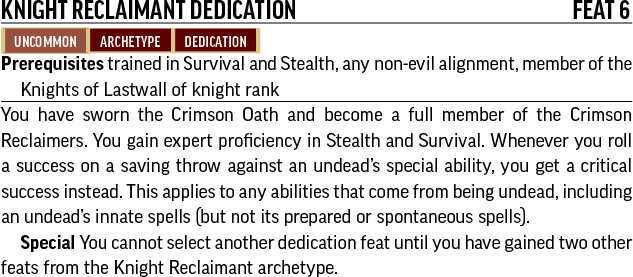 KNIGHT RECLAIMANT DEDICATION FEAT 6
UNCOMMON ARCHETYPE DEDICATION
Prerequisites trained in Survival and Stealth, any non-evil alignment, member of the
Knights of Lastwall of knight rank
You have sworn the Crimson Oath and become a full member of the Crimson
Reclaimers. You gain expert proficiency in Stealth and Survival. Whenever you roll
a success on a saving throw against an undead’s special ability, you get a critical
success instead. This applies to any abilities that come from being undead, including
an undead’s innate spells (but not its prepared or spontaneous spells).
Special You cannot select another dedication feat until you have gained two other
feats from the Knight Reclaimant archetype.